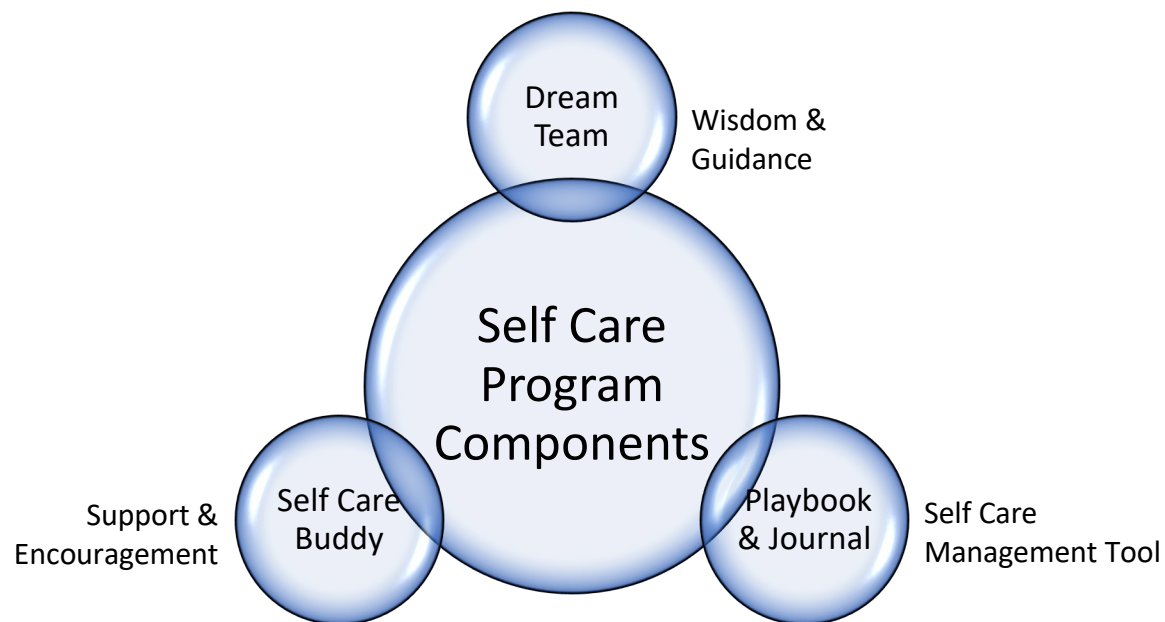 Dream
Team
Wisdom &
Guidance
Self Care
Program
Components
Support &
Encouragement
Self Care
Buddy
Playbook
& Journal
Self Care
Management Tool